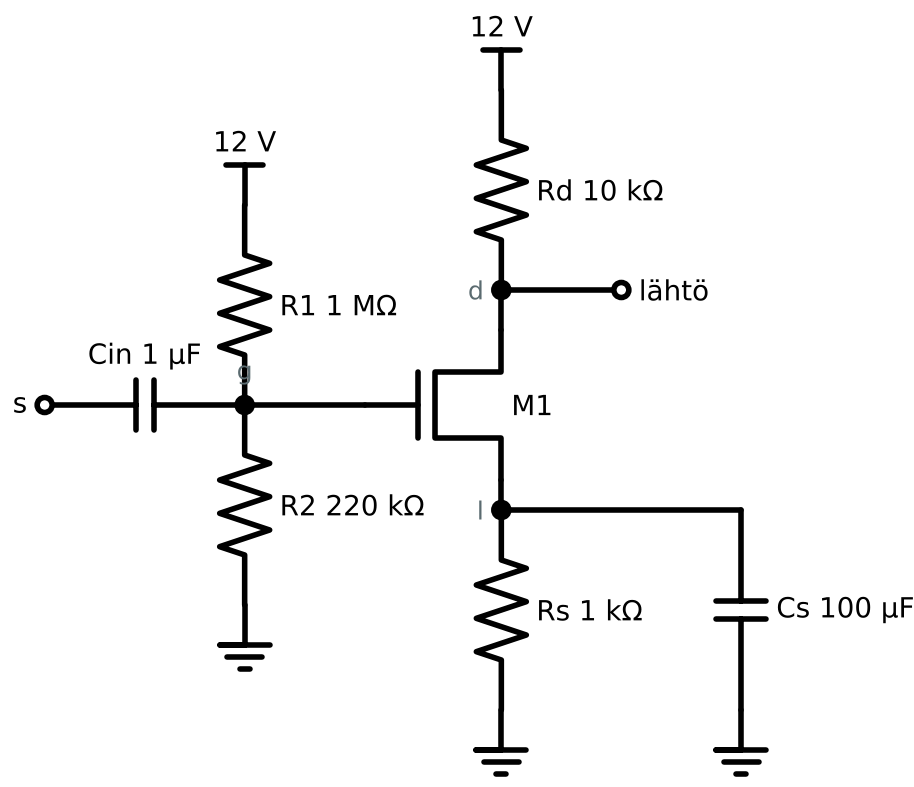 12 V
12 V
Rd 10 kΩ
R1 1 MΩ
d
lähtö
Cin 1 µF
g
s
M1
R2 220 kΩ
l
Rs 1 kΩ
Cs 100 µF